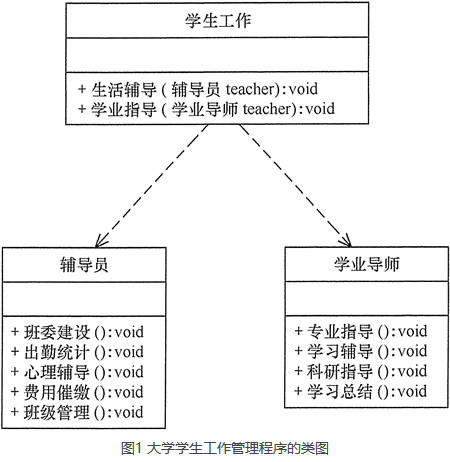 学生工作
+ 生活辅导 ( 辅导员 teacher):void
+ 学业指导 ( 学业导师 teacher):void
辅导员
+ 班委建设 ():void
+ 出勤统计 ():void
+ 心理辅导 ():void
+ 费用催缴 ():void
+ 班级管理 ():void
学业导师
+ 专业指导 ():void
+ 学习辅导 ():void
+ 科研指导 ():void
+ 学习总结 ():void
图1 大学学生工作管理程序的类图